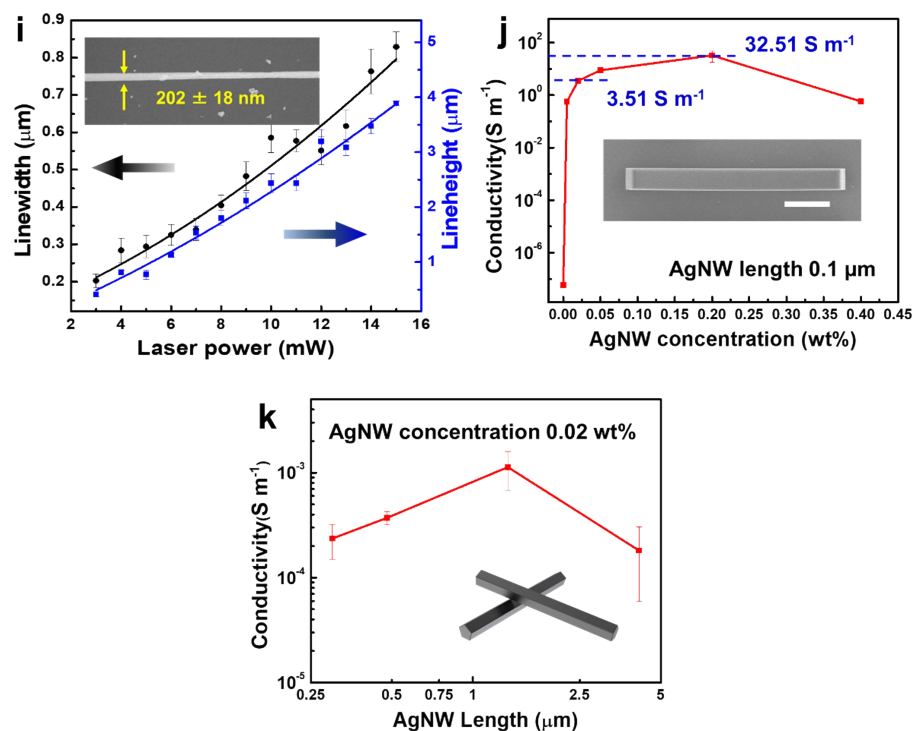 i
0.9
0.8
0.7
0.6
0.5
0.4
0.3
0.2
Linewidth (μm)
202 ± 18 nm
5
4
3
2
1
Lineheight (μm)
2 4 6 8 10 12 14 16
Laser power (mW)
j
10²
10⁰
10⁻²
10⁻⁴
10⁻⁶
Conductivity(S m⁻¹)
32.51 S m⁻¹
3.51 S m⁻¹
AgNW length 0.1 μm
0.00 0.05 0.10 0.15 0.20 0.25 0.30 0.35 0.40 0.45
AgNW concentration (wt%)
k
AgNW concentration 0.02 wt%
10⁻³
10⁻⁴
10⁻⁵
Conductivity(S m⁻¹)
0.25 0.5 0.75 1 2.5 5
AgNW Length (μm)